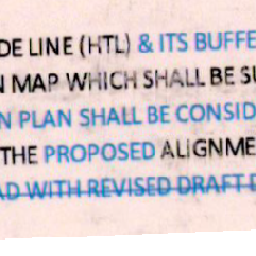 DE LINE (HTL) & ITS BUFFE
N MAP WHICH SHALL BE SU
N PLAN SHALL BE CONSID
THE PROPOSED ALIGNME
AD WITH REVISED DRAFT D